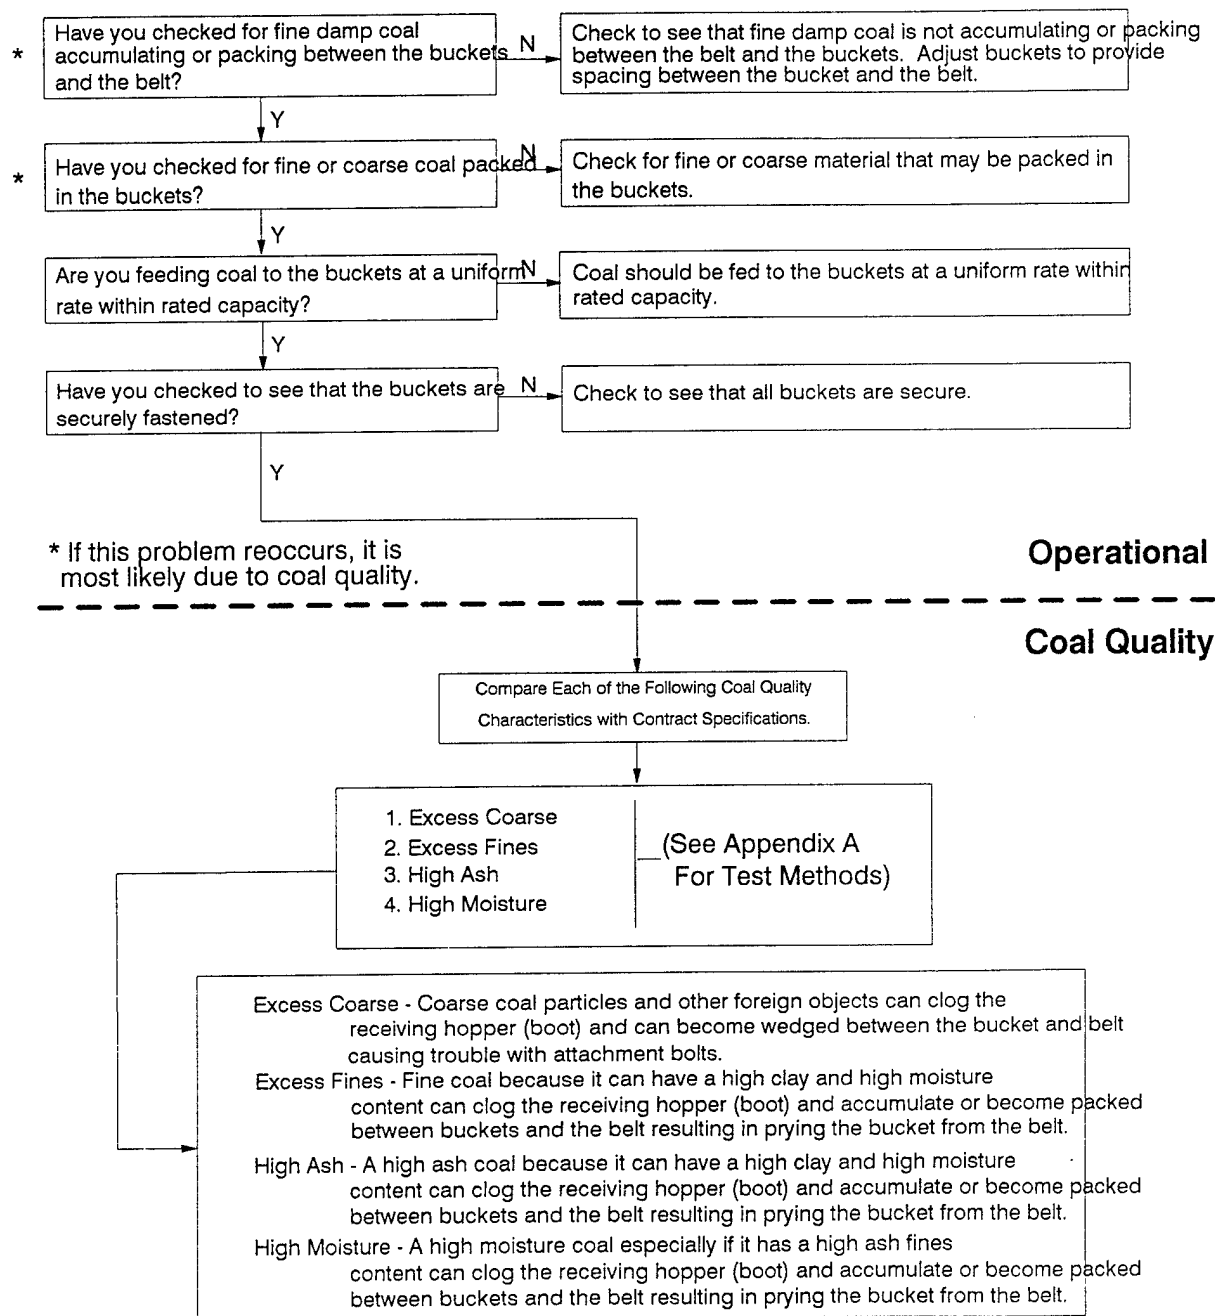 Have you checked for fine damp coal
accumulating or packing between the buckets
and the belt?
*
N
Check to see that fine damp coal is not accumulating or packing
between the belt and the buckets. Adjust buckets to provide
spacing between the bucket and the belt.
Y
Have you checked for fine or coarse coal packed
in the buckets?
*
N
Check for fine or coarse material that may be packed in
the buckets.
Y
Are you feeding coal to the buckets at a uniform
rate within rated capacity?
N
Coal should be fed to the buckets at a uniform rate within
rated capacity.
Y
Have you checked to see that the buckets are
securely fastened?
N
Check to see that all buckets are secure.
Y
* If this problem reoccurs, it is
most likely due to coal quality.
Operational
Coal Quality
Compare Each of the Following Coal Quality
Characteristics with Contract Specifications.
1. Excess Coarse
2. Excess Fines
3. High Ash
4. High Moisture
(See Appendix A
For Test Methods)
Excess Coarse - Coarse coal particles and other foreign objects can clog the
receiving hopper (boot) and can become wedged between the bucket and belt
causing trouble with attachment bolts.
Excess Fines - Fine coal because it can have a high clay and high moisture
content can clog the receiving hopper (boot) and accumulate or become packed
between buckets and the belt resulting in prying the bucket from the belt.
High Ash - A high ash coal because it can have a high clay and high moisture
content can clog the receiving hopper (boot) and accumulate or become packed
between buckets and the belt resulting in prying the bucket from the belt.
High Moisture - A high moisture coal especially if it has a high ash fines
content can clog the receiving hopper (boot) and accumulate or become packed
between buckets and the belt resulting in prying the bucket from the belt.